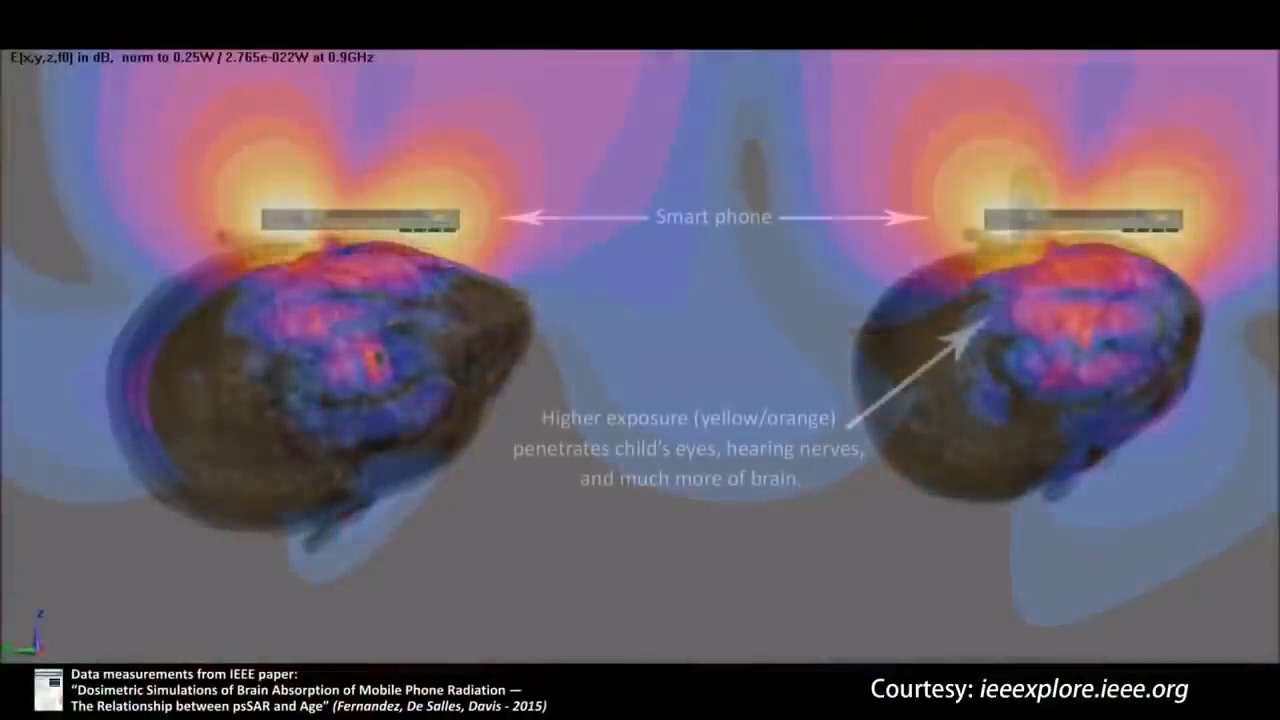 E[x,y,z,f0] in dB, norm to 0.25W / 2.765e-022W at 0.9GHz
Smart phone
Higher exposure (yellow/orange)
penetrates child's eyes, hearing nerves,
and much more of brain.
z
Data measurements from IEEE paper:
“Dosimetric Simulations of Brain Absorption of Mobile Phone Radiation —
The Relationship between psSAR and Age” (Fernandez, De Salles, Davis - 2015)
Courtesy: ieeexplore.ieee.org